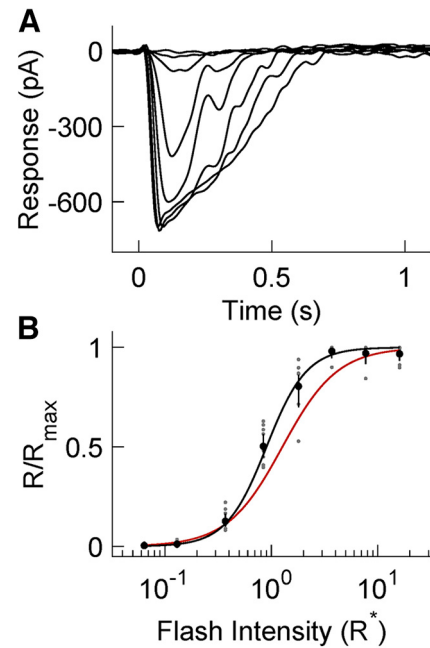 A
0
-300
-600
Response (pA)
0
0.5
1
Time (s)
B
1
0.5
0
R/R_max
10^-1
10^0
10^1
Flash Intensity (R^*)